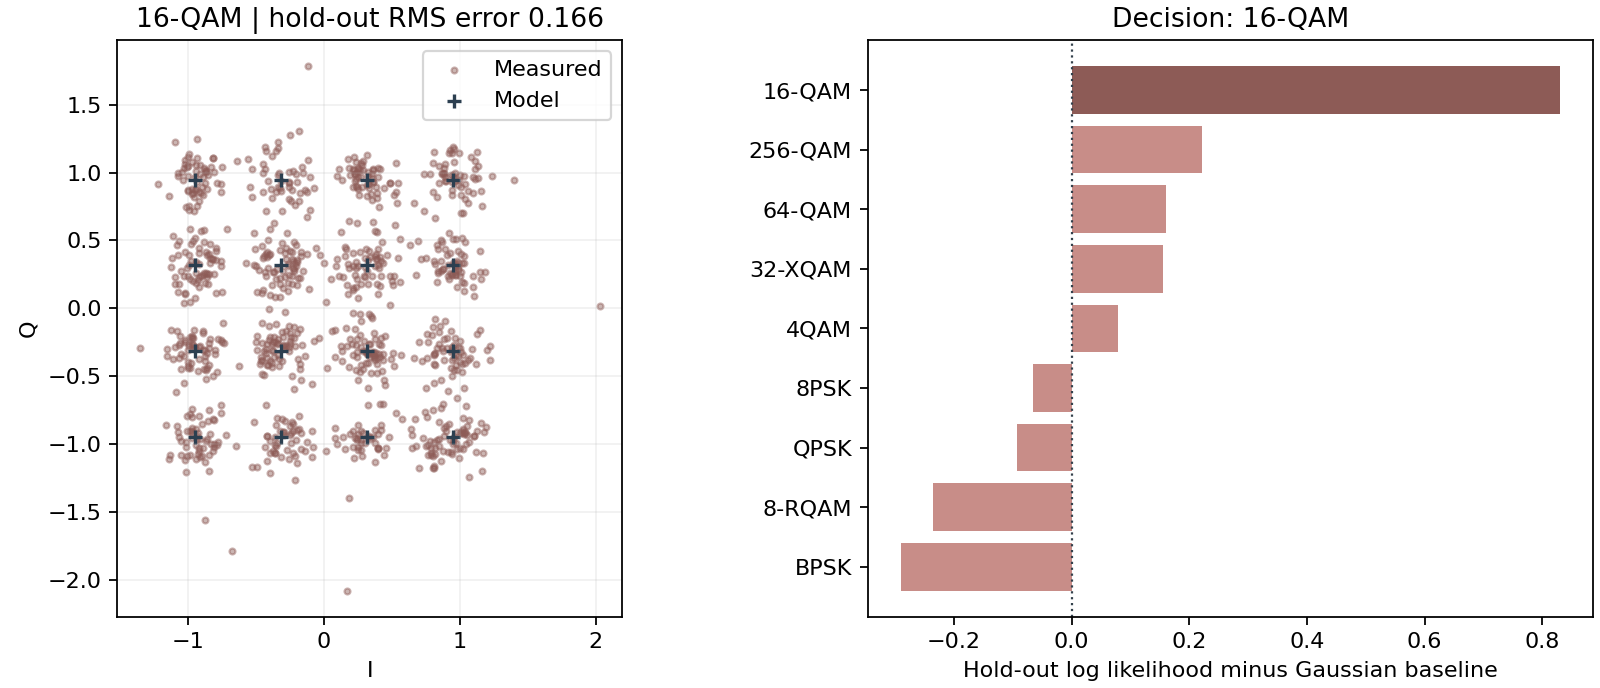 16-QAM | hold-out RMS error 0.166
Measured
Model
1.5
1.0
0.5
0.0
−0.5
−1.0
−1.5
−2.0
Q
−1
0
1
2
I
Decision: 16-QAM
16-QAM
256-QAM
64-QAM
32-XQAM
4QAM
8PSK
QPSK
8-RQAM
BPSK
−0.2
0.0
0.2
0.4
0.6
0.8
Hold-out log likelihood minus Gaussian baseline